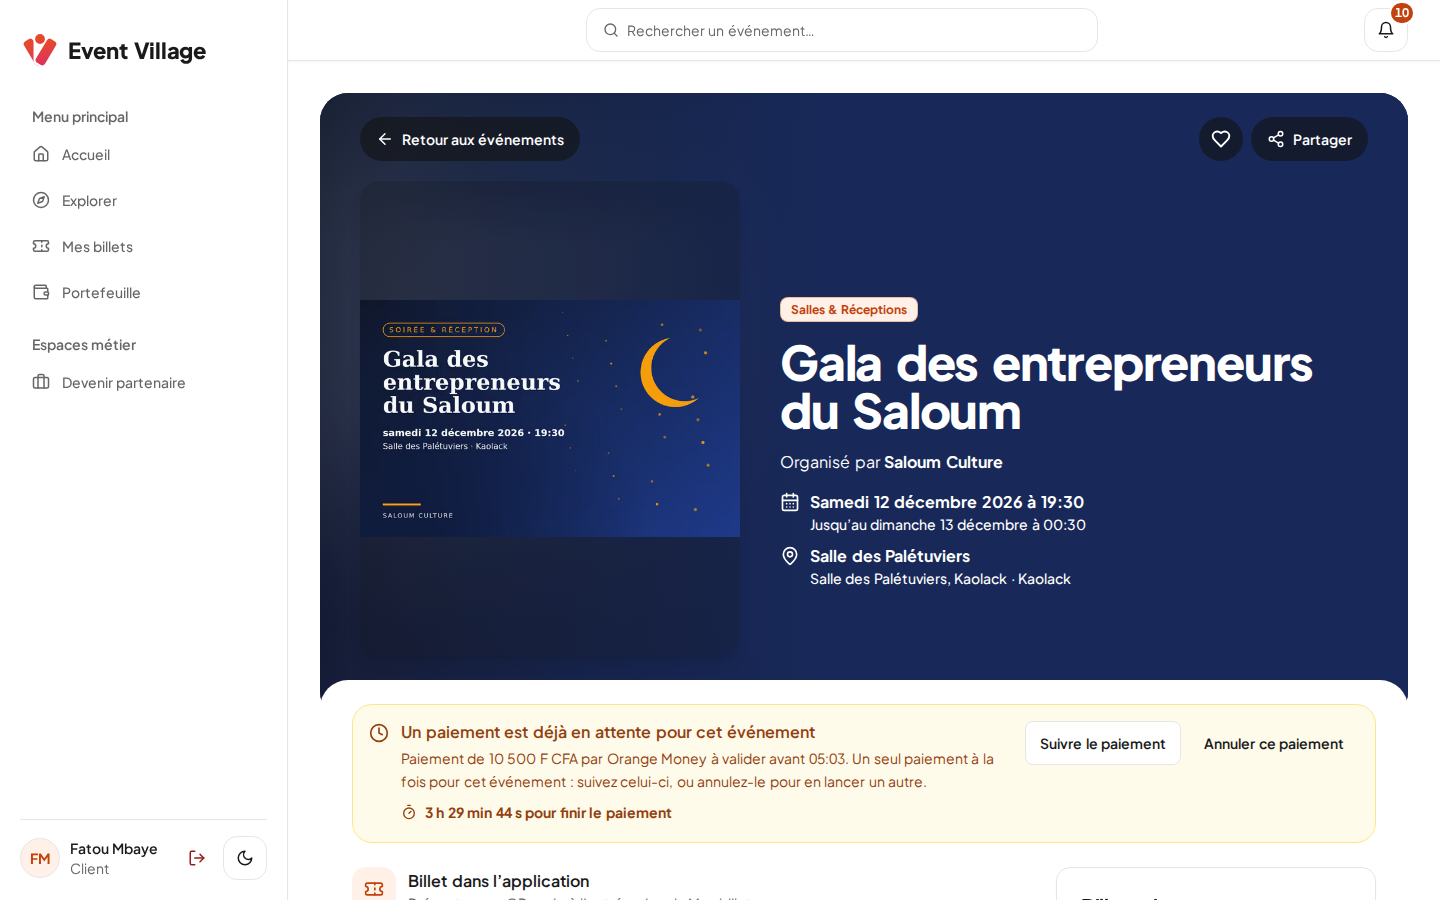 Event Village
Rechercher un événement...
10
Menu principal
Accueil
Explorer
Mes billets
Portefeuille
Espaces métier
Devenir partenaire
FM
Fatou Mbaye
Client
Retour aux événements
Partager
SOIRÉE & RÉCEPTION
Gala des
entrepreneurs
du Saloum
samedi 12 décembre 2026 · 19:30
Salle des Palétuviers · Kaolack
SALOUM CULTURE
Salles & Réceptions
Gala des entrepreneurs
du Saloum
Organisé par Saloum Culture
Samedi 12 décembre 2026 à 19:30
Jusqu'au dimanche 13 décembre à 00:30
Salle des Palétuviers
Salle des Palétuviers, Kaolack · Kaolack
Un paiement est déjà en attente pour cet événement
Paiement de 10 500 F CFA par Orange Money à valider avant 05:03. Un seul paiement à la
fois pour cet événement : suivez celui-ci, ou annulez-le pour en lancer un autre.
3 h 29 min 44 s pour finir le paiement
Suivre le paiement
Annuler ce paiement
Billet dans l'application